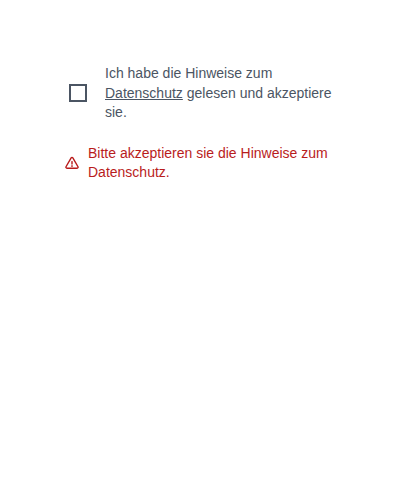 Ich habe die Hinweise zum
Datenschutz gelesen und akzeptiere
sie.
Bitte akzeptieren sie die Hinweise zum
Datenschutz.